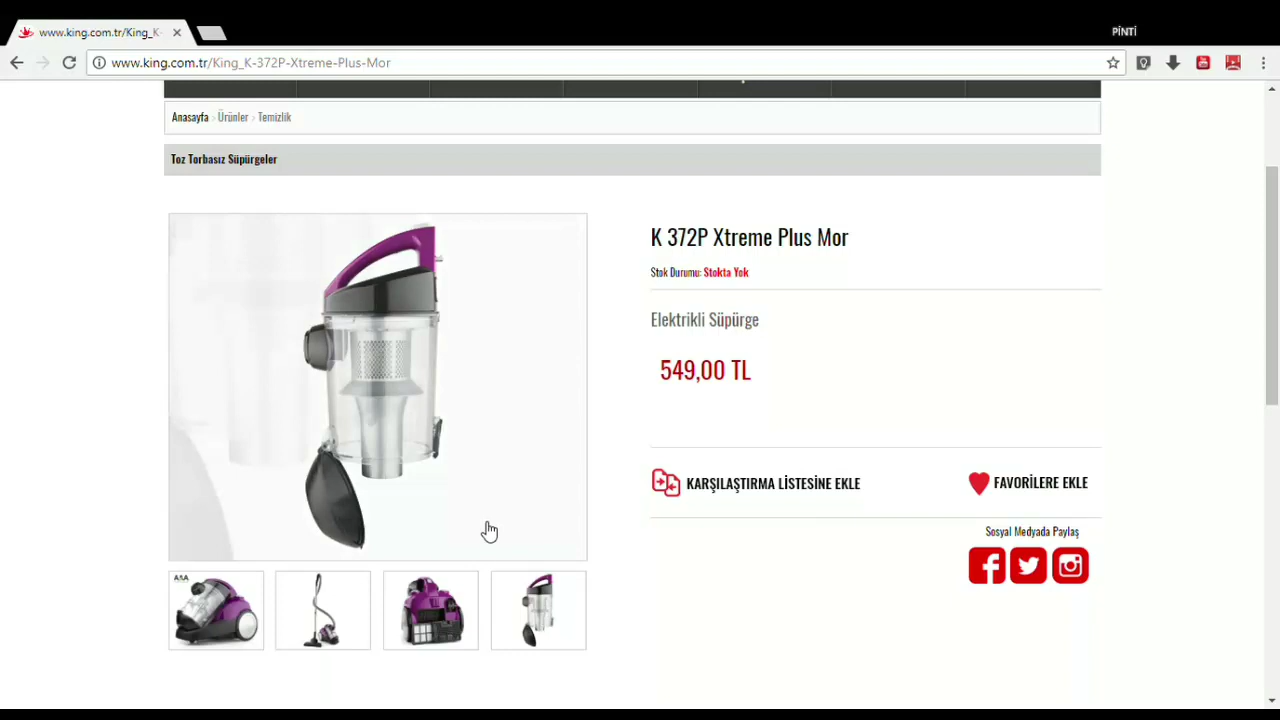 www.king.com.tr/King_K-
PİNTİ
www.king.com.tr/King_K-372P-Xtreme-Plus-Mor
Anasayfa > Ürünler > Temizlik
Toz Torbasız Süpürgeler
K 372P Xtreme Plus Mor
Stok Durumu: Stokta Yok
Elektrikli Süpürge
549,00 TL
KARŞILAŞTIRMA LİSTESİNE EKLE
FAVORİLERE EKLE
Sosyal Medyada Paylaş